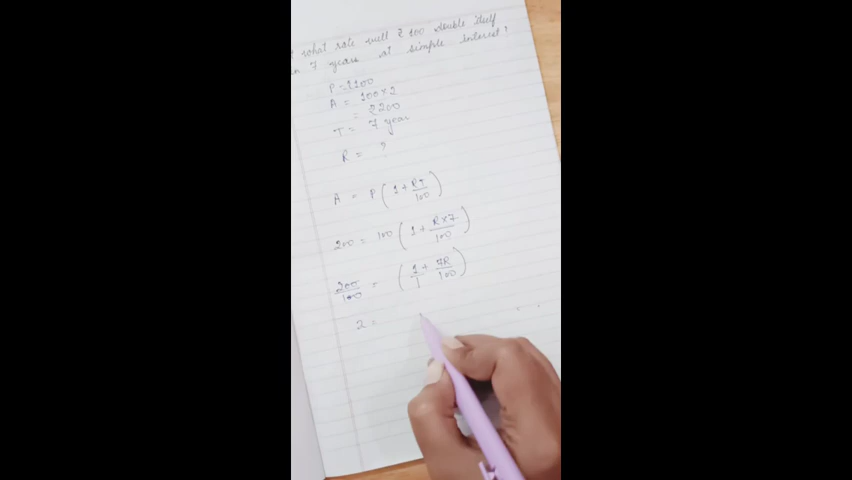 what rate will ₹ 100 double itself
in 7 years at simple interest?
P = ₹100
A = 100 × 2
= ₹200
T = 7 year
R = ?
A = P ( 1 + RT/100 )
200 = 100 ( 1 + R×7/100 )
200/100 = ( 1/1 + 7R/100 )
2 =